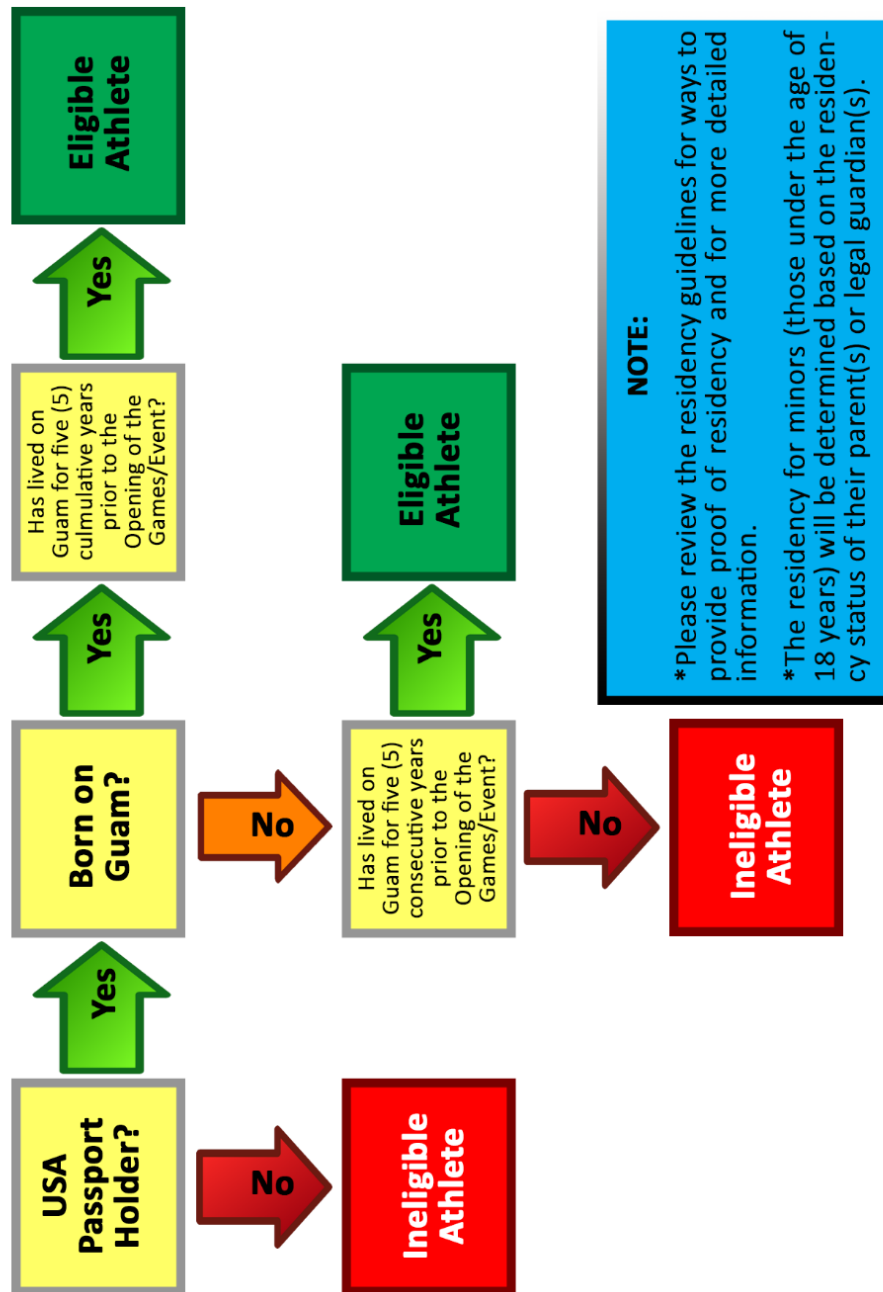 USA
Passport
Holder?
Yes
Born on
Guam?
Yes
Has lived on
Guam for five (5)
culmulative years
prior to the
Opening of the
Games/Event?
Yes
Eligible
Athlete
No
Ineligible
Athlete
No
Has lived on
Guam for five (5)
consecutive years
prior to the
Opening of the
Games/Event?
Yes
Eligible
Athlete
No
Ineligible
Athlete
NOTE:
*Please review the residency guidelines for ways to
provide proof of residency and for more detailed
information.
*The residency for minors (those under the age of
18 years) will be determined based on the residen-
cy status of their parent(s) or legal guardian(s).